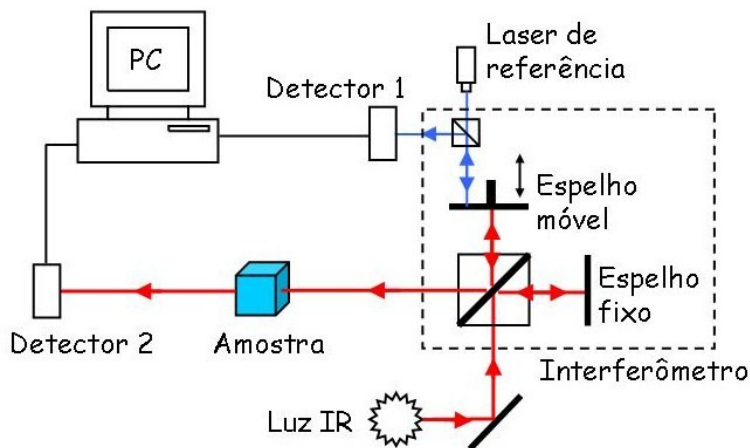 PC
Laser de
referência
Detector 1
Espelho
móvel
Espelho
fixo
Detector 2
Amostra
Interferômetro
Luz IR